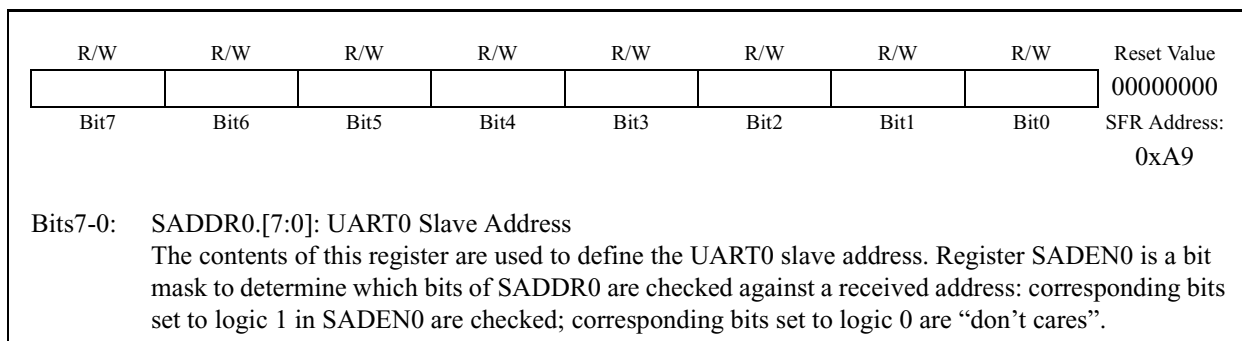 R/W R/W R/W R/W R/W R/W R/W R/W Reset Value
00000000
Bit7 Bit6 Bit5 Bit4 Bit3 Bit2 Bit1 Bit0 SFR Address:
0xA9
Bits7-0: SADDR0.[7:0]: UART0 Slave Address
The contents of this register are used to define the UART0 slave address. Register SADEN0 is a bit
mask to determine which bits of SADDR0 are checked against a received address: corresponding bits
set to logic 1 in SADEN0 are checked; corresponding bits set to logic 0 are “don’t cares”.